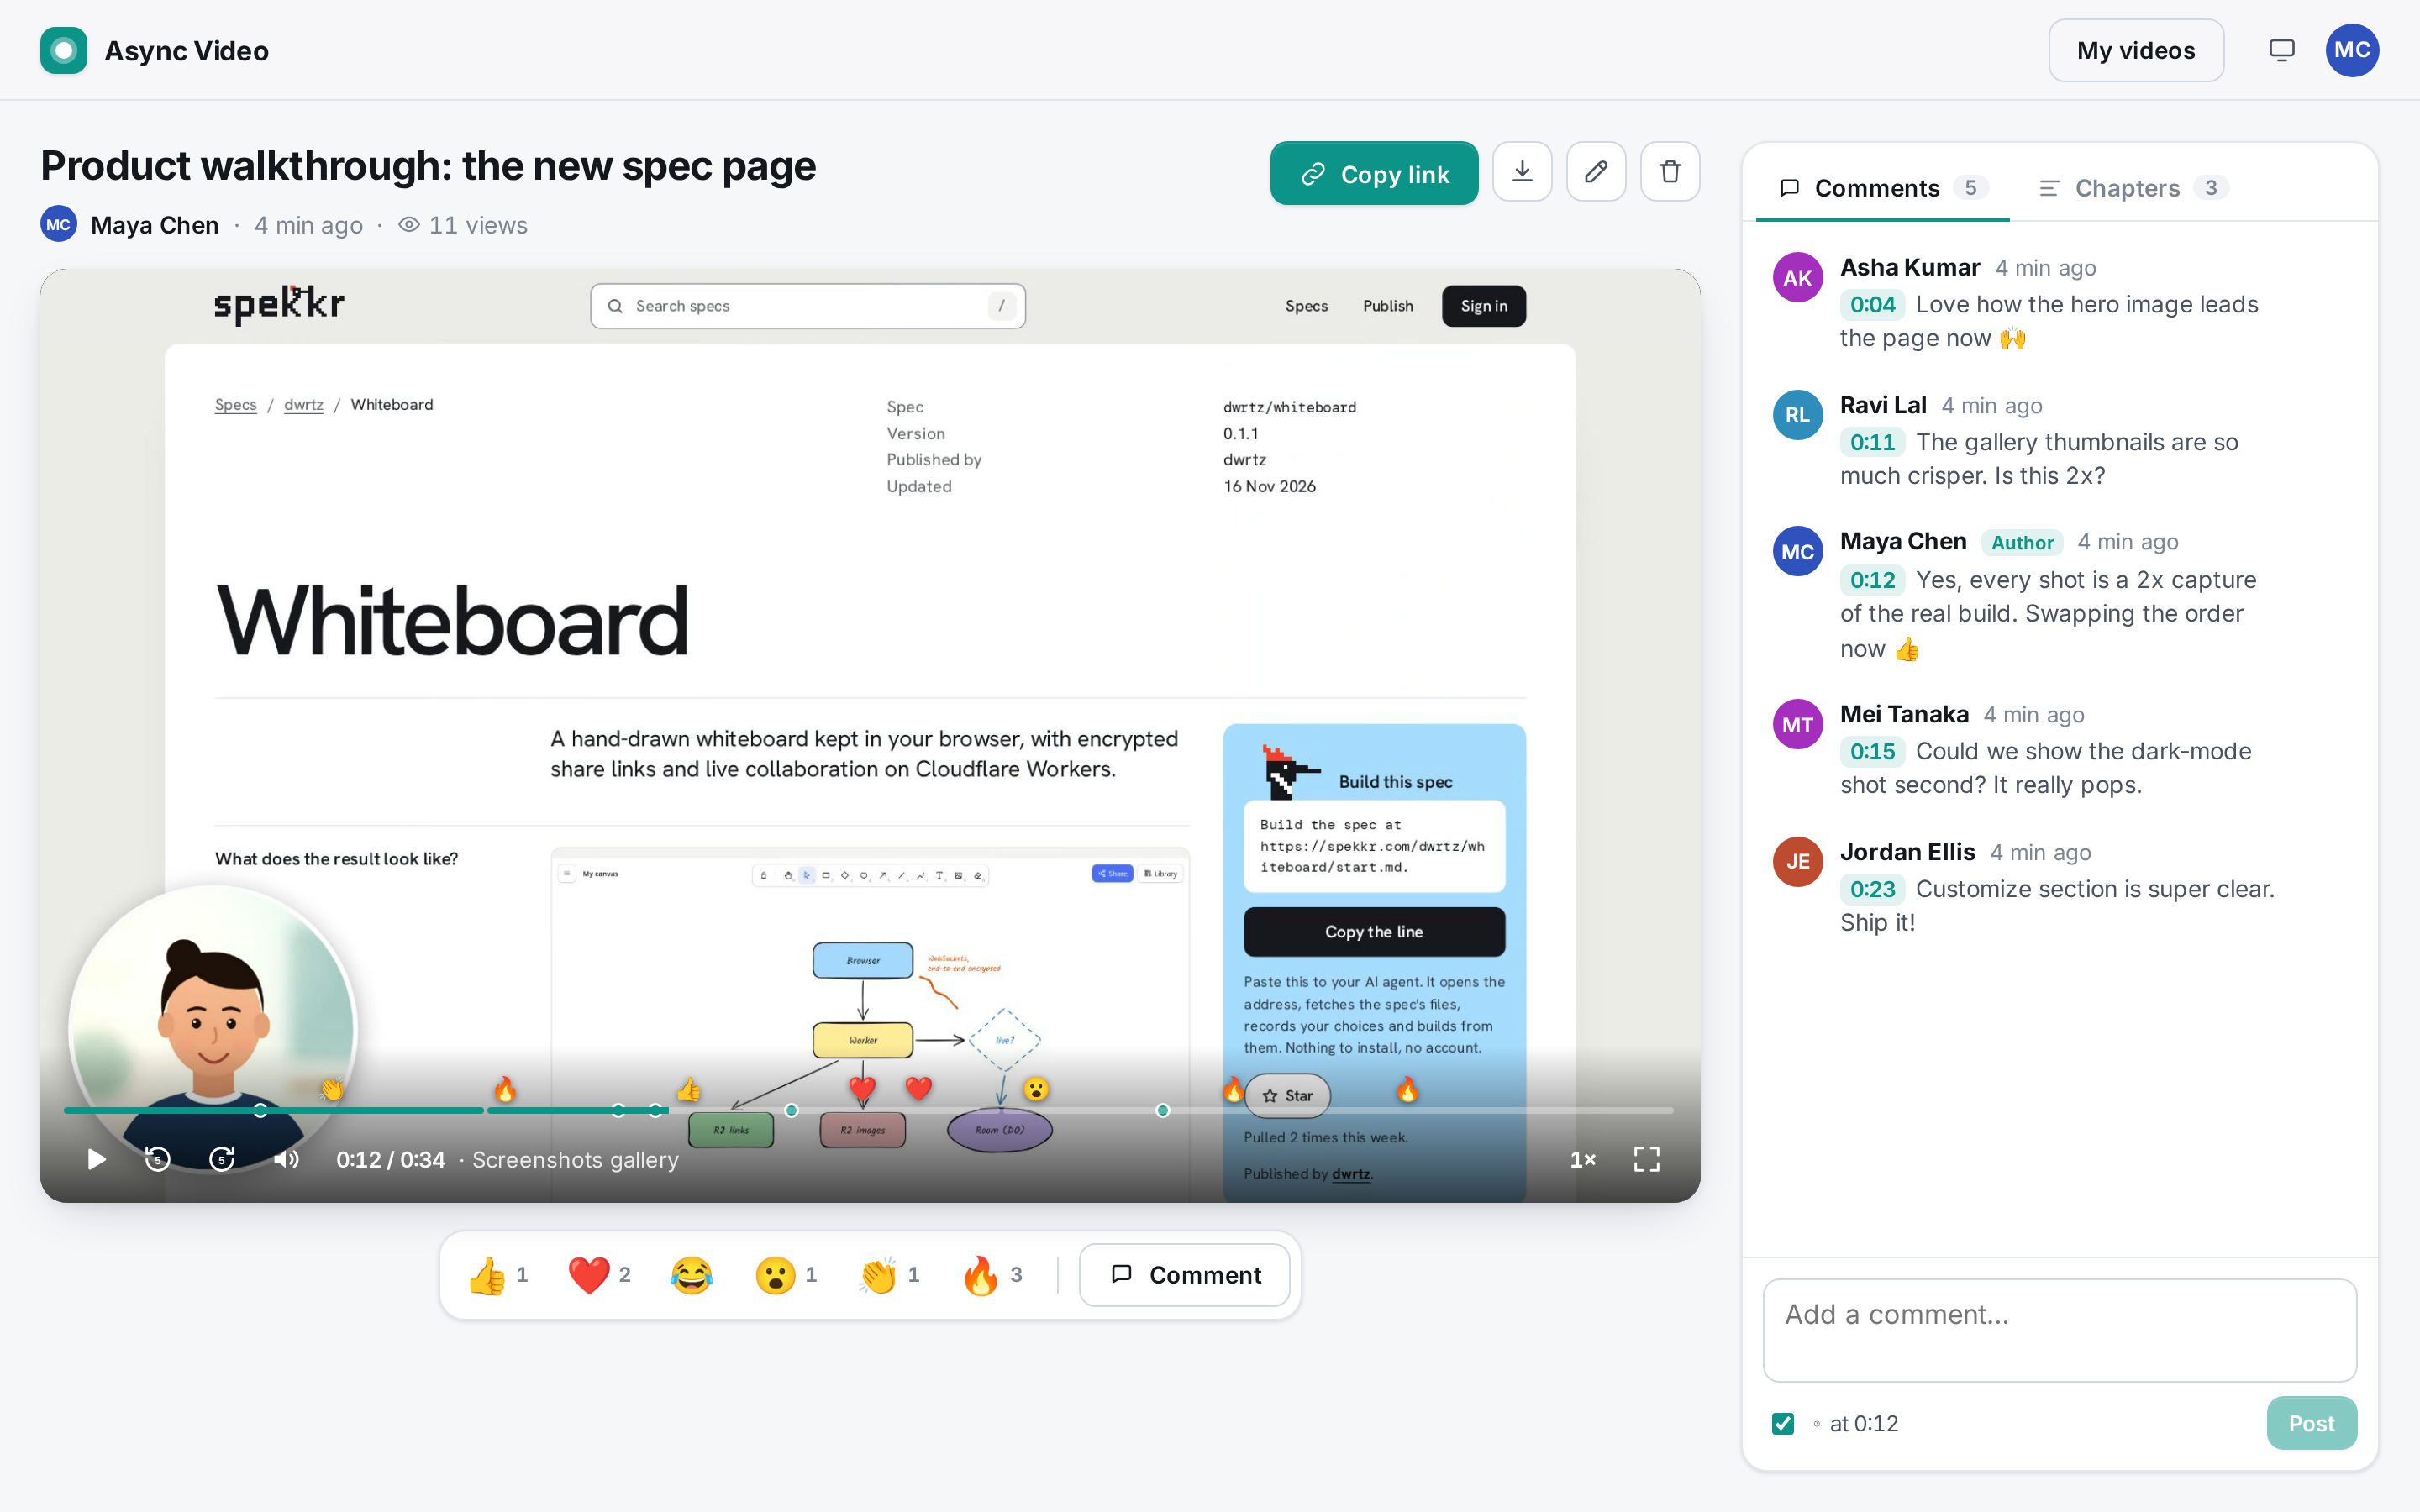 Async Video
My videos
MC
Product walkthrough: the new spec page
Copy link
MC Maya Chen · 4 min ago · 11 views
spekkr
Search specs /
Specs Publish Sign in
Specs / dwrtz / Whiteboard
Spec dwrtz/whiteboard
Version 0.1.1
Published by dwrtz
Updated 16 Nov 2026
Whiteboard
A hand-drawn whiteboard kept in your browser, with encrypted
share links and live collaboration on Cloudflare Workers.
Build this spec
Build the spec at
https://spekkr.com/dwrtz/wh
iteboard/start.md.
Copy the line
Paste this to your AI agent. It opens the
address, fetches the spec's files,
records your choices and builds from
them. Nothing to install, no account.
Star
Pulled 2 times this week.
Published by dwrtz.
What does the result look like?
My canvas
Share Library
Browser
WebSockets,
end-to-end encrypted
Worker
live?
R2 links
R2 images
Room (DO)
5 5 0:12 / 0:34 · Screenshots gallery
1×
👍 1 ❤️ 2 😂 😮 1 👏 1 🔥 3
Comment
Comments 5
Chapters 3
AK Asha Kumar 4 min ago
0:04 Love how the hero image leads
the page now 🙌
RL Ravi Lal 4 min ago
0:11 The gallery thumbnails are so
much crisper. Is this 2x?
MC Maya Chen Author 4 min ago
0:12 Yes, every shot is a 2x capture
of the real build. Swapping the order
now 👍
MT Mei Tanaka 4 min ago
0:15 Could we show the dark-mode
shot second? It really pops.
JE Jordan Ellis 4 min ago
0:23 Customize section is super clear.
Ship it!
Add a comment...
at 0:12
Post